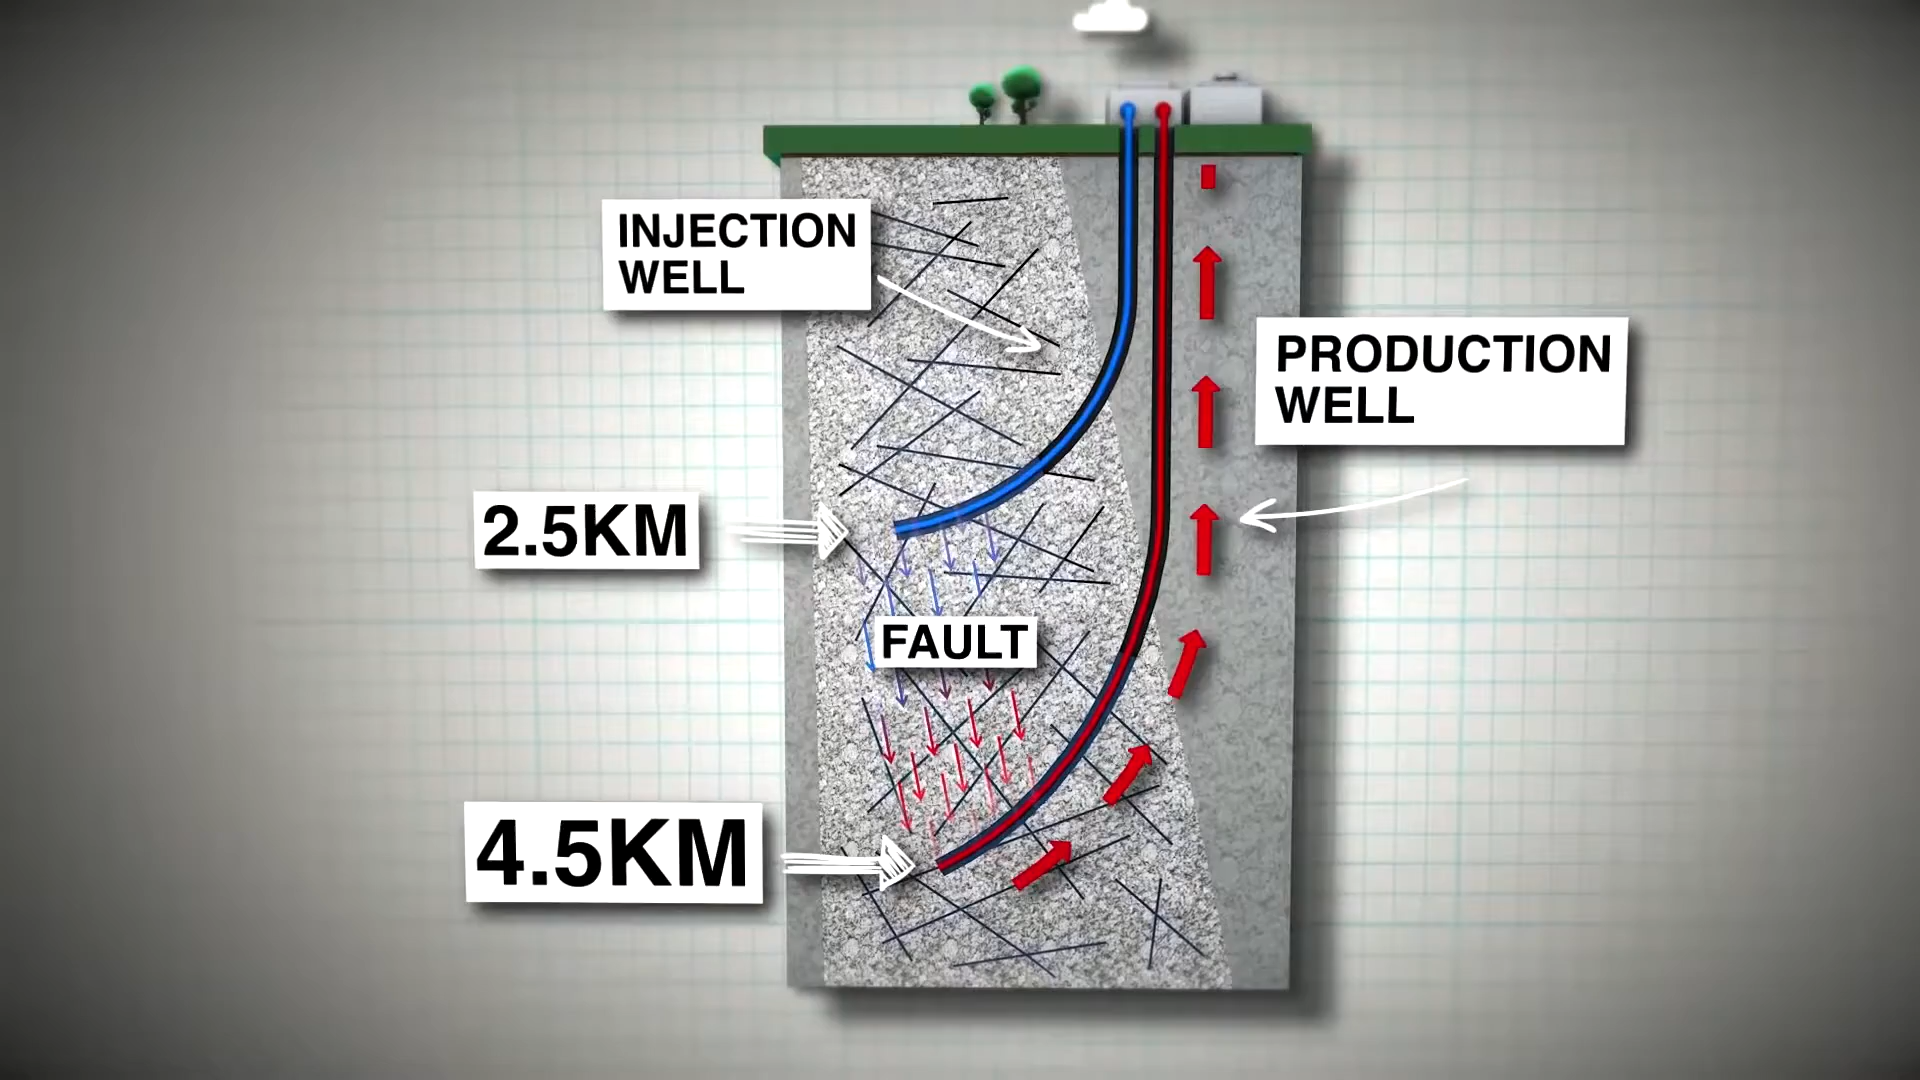 INJECTION
WELL
PRODUCTION
WELL
2.5KM
FAULT
4.5KM